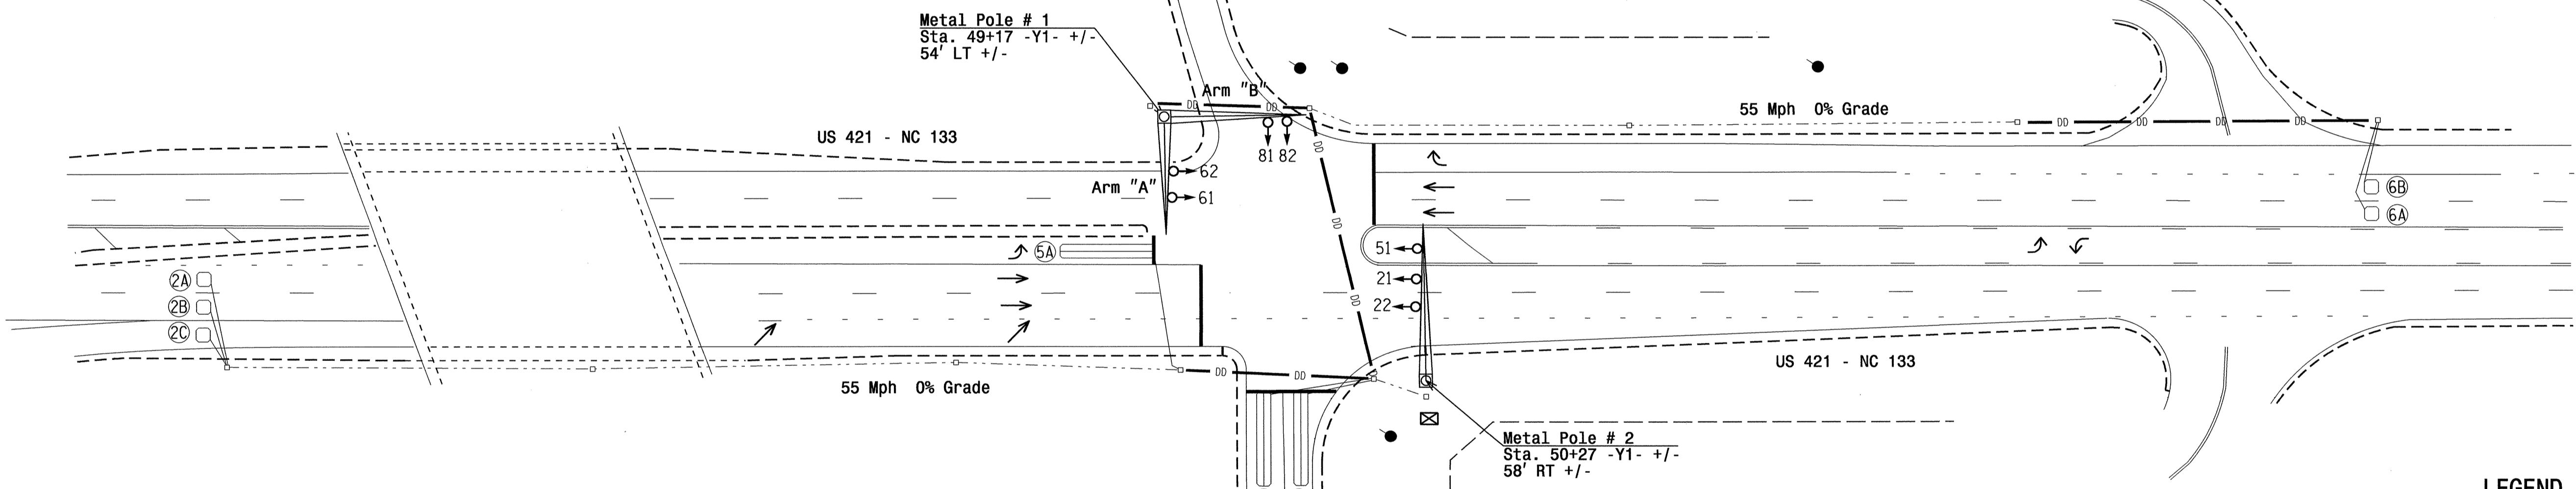 Metal Pole # 1
Sta. 49+17 -Y1- +/-
54' LT +/-
Arm "B"
DD
DD
55 Mph 0% Grade
DD
DD
DD
DD
US 421 - NC 133
81 82
DD
62
Arm "A"
61
6B
6A
DD
5A
51
2A
21
2B
22
DD
2C
US 421 - NC 133
DD
DD
55 Mph 0% Grade
Metal Pole # 2
Sta. 50+27 -Y1- +/-
58' RT +/-
LEGEND